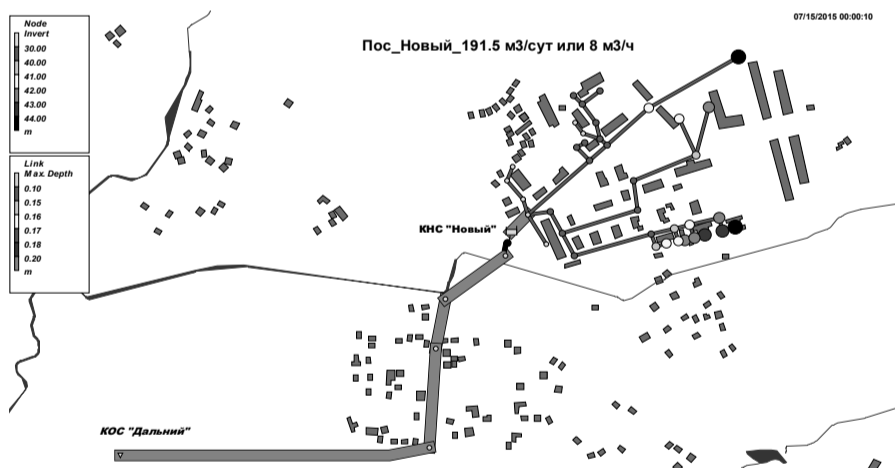 Node
Invert
30.00
40.00
41.00
42.00
43.00
44.00
m
Link
Max. Depth
0.10
0.15
0.16
0.17
0.18
0.20
m
07/15/2015 00:00:10
Пос_Новый_191.5 м3/сут или 8 м3/ч
КНС "Новый"
КОС "Дальний"